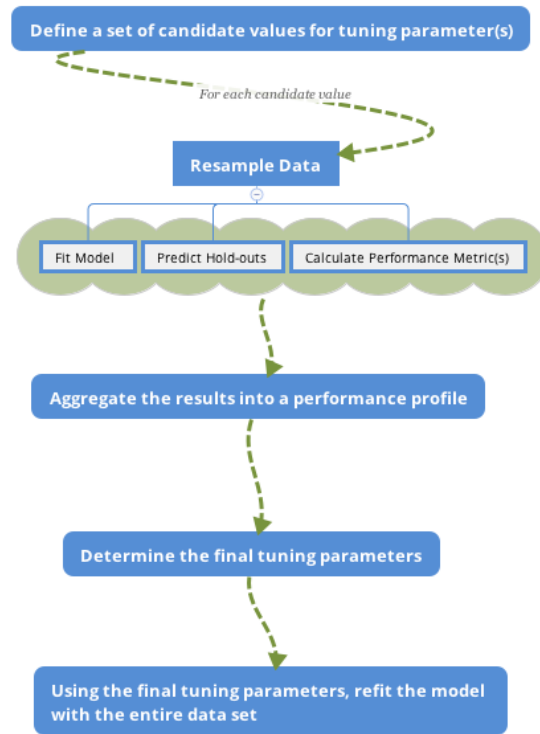 Define a set of candidate values for tuning parameter(s)
For each candidate value
Resample Data
Fit Model
Predict Hold-outs
Calculate Performance Metric(s)
Aggregate the results into a performance profile
Determine the final tuning parameters
Using the final tuning parameters, refit the model
with the entire data set